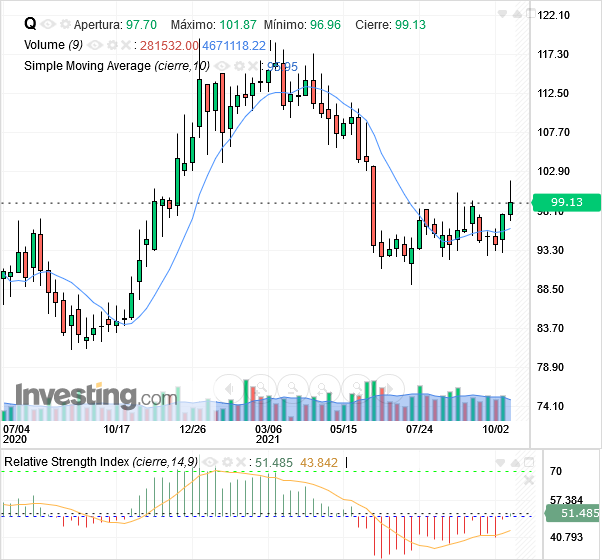 Q Apertura: 97.70 Máximo: 101.87 Mínimo: 96.96 Cierre: 99.13
Volume (9) : 281532.00 4671118.22
Simple Moving Average (cierre,10) : 95.95
122.10
117.30
112.50
107.70
102.90
99.13
98.10
93.30
88.50
83.70
78.90
74.10
Investing.com
07/04 10/17 12/26 03/06 05/15 07/24 10/02
2020 2021
Relative Strength Index (cierre,14,9) : 51.485 43.842 |
70
57.384
51.485
40.793